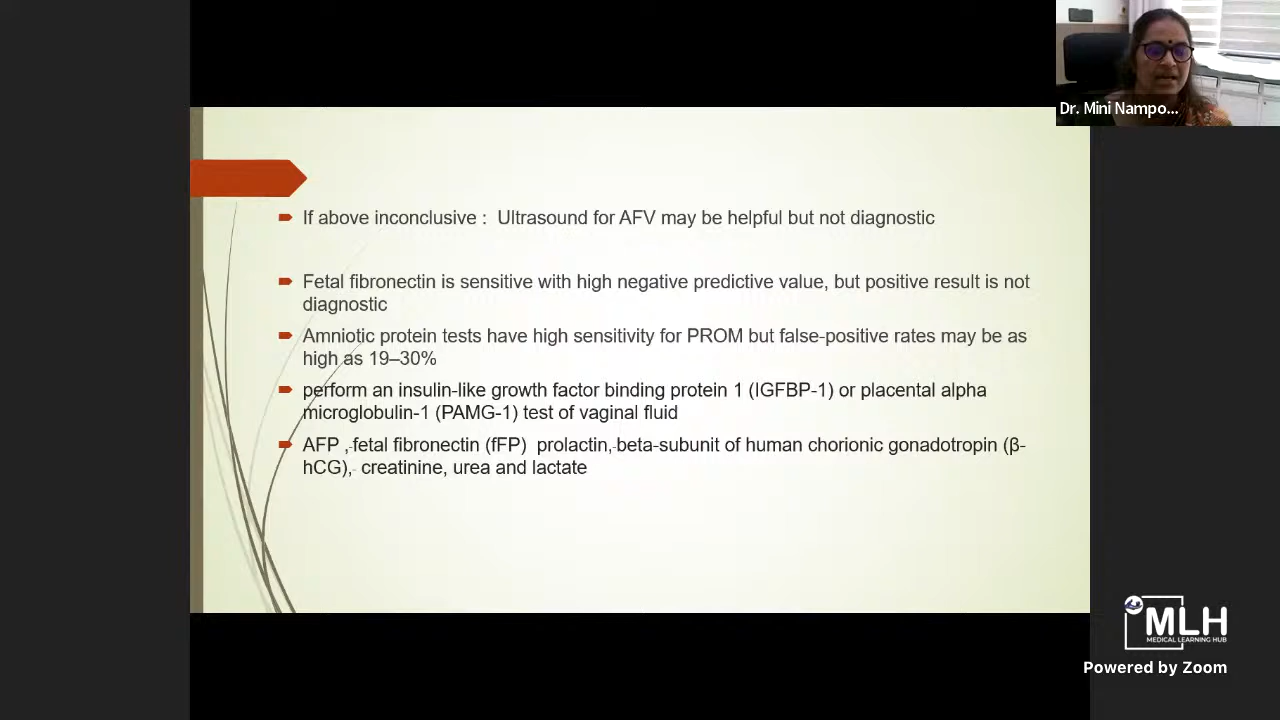 Dr. Mini Nampo...
If above inconclusive : Ultrasound for AFV may be helpful but not diagnostic
Fetal fibronectin is sensitive with high negative predictive value, but positive result is not
diagnostic
Amniotic protein tests have high sensitivity for PROM but false-positive rates may be as
high as 19–30%
perform an insulin-like growth factor binding protein 1 (IGFBP-1) or placental alpha
microglobulin-1 (PAMG-1) test of vaginal fluid
AFP ,-fetal fibronectin (fFP) prolactin,-beta-subunit of human chorionic gonadotropin (β-
hCG),- creatinine, urea and lactate
MLH
MEDICAL LEARNING HUB
Powered by Zoom